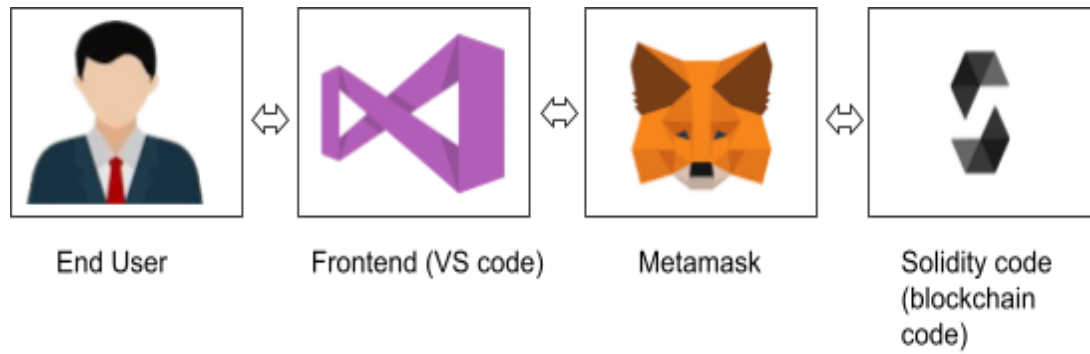 End User
Frontend (VS code)
Metamask
Solidity code
(blockchain
code)